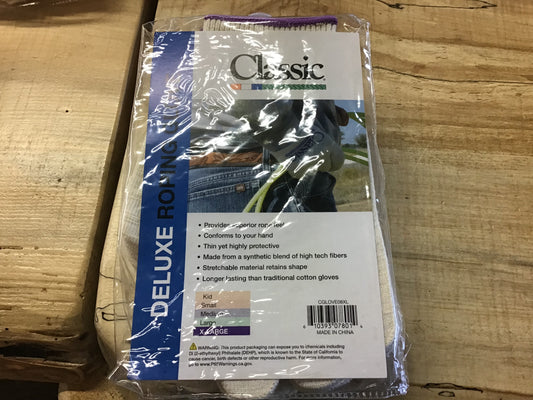 Classic
DELUXE ROPING
• Provides superior rope feel
• Conforms to your hand
• Thin yet highly protective
• Made from a synthetic blend of high tech fibers
• Stretchable material retains shape
• Longer lasting than traditional cotton gloves
Kid
Small
Medium
Large
X-LARGE
CGLOVE08XL
6 10393 07801
MADE IN CHINA
WARNING: This product packaging can expose you to chemicals including
Di (2-ethylhexyl) Phthalate (DEHP), which is known to the State of California to
cause cancer, birth defects or other reproductive harm. For more information, go
to www.P65Warnings.ca.gov.